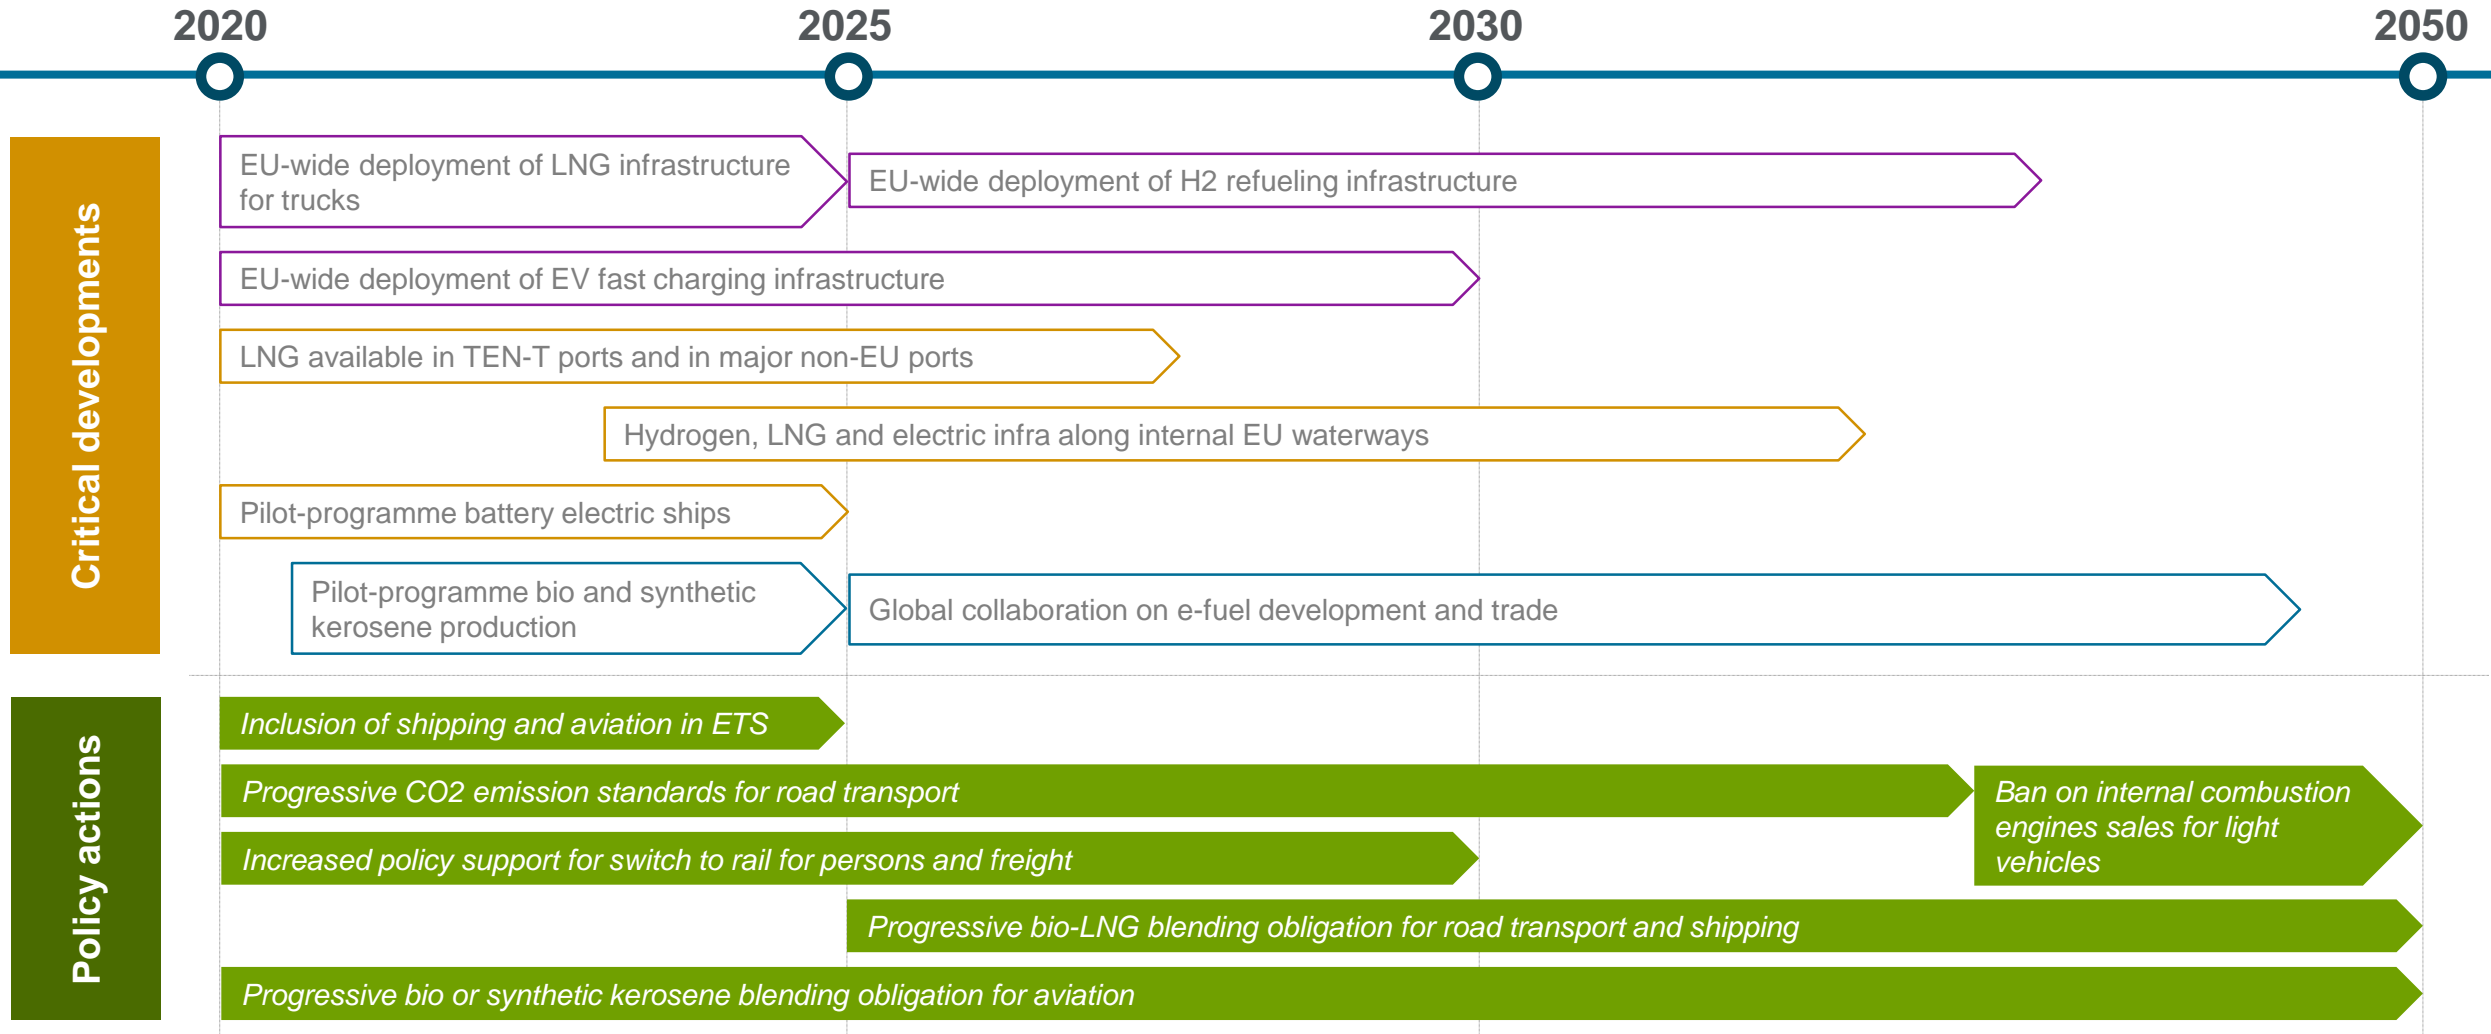 2020
2025
2030
2050
Critical developments
EU-wide deployment of LNG infrastructure
for trucks
EU-wide deployment of H2 refueling infrastructure
EU-wide deployment of EV fast charging infrastructure
LNG available in TEN-T ports and in major non-EU ports
Hydrogen, LNG and electric infra along internal EU waterways
Pilot-programme battery electric ships
Pilot-programme bio and synthetic
kerosene production
Global collaboration on e-fuel development and trade
Policy actions
Inclusion of shipping and aviation in ETS
Progressive CO2 emission standards for road transport
Ban on internal combustion
engines sales for light
vehicles
Increased policy support for switch to rail for persons and freight
Progressive bio-LNG blending obligation for road transport and shipping
Progressive bio or synthetic kerosene blending obligation for aviation